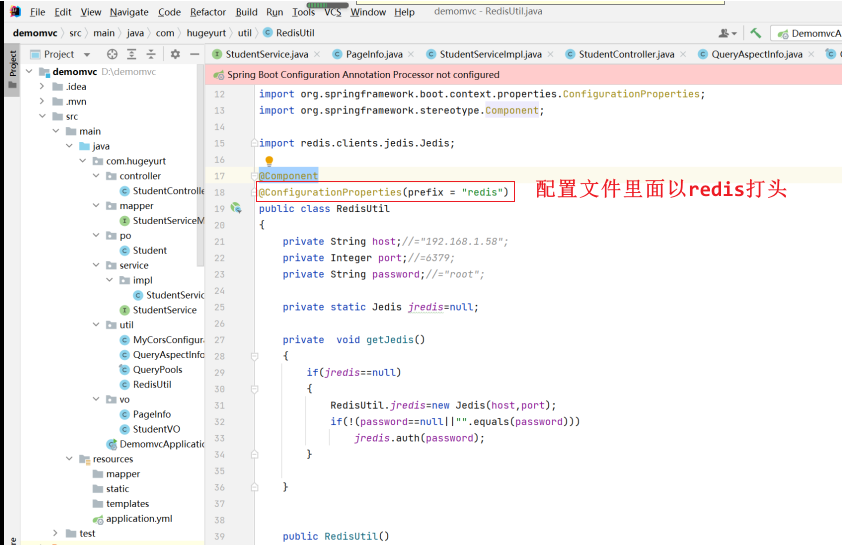 File Edit View Navigate Code Refactor Build Run Tools VCS Window Help demomvc - RedisUtil.java
demomvc > src > main > java > com > hugeyurt > util > RedisUtil DemomvcA
Project StudentService.java × PageInfo.java × StudentServiceImpl.java × StudentController.java × QueryAspectInfo.java ×
Project
demomvc D:\demomvc
.idea
.mvn
src
main
java
com.hugeyurt
controller
StudentControlle
mapper
StudentServiceM
po
Student
service
impl
StudentServic
StudentService
util
MyCorsConfigura
QueryAspectInfo
QueryPools
RedisUtil
vo
PageInfo
StudentVO
DemomvcApplicatio
resources
mapper
static
templates
application.yml
test
Spring Boot Configuration Annotation Processor not configured
12 import org.springframework.boot.context.properties.ConfigurationProperties;
13 import org.springframework.stereotype.Component;
14
15 import redis.clients.jedis.Jedis;
16
17 @Component
18 @ConfigurationProperties(prefix = "redis") 配置文件里面以redis打头
19 public class RedisUtil
20 {
21 private String host;//="192.168.1.58";
22 private Integer port;//=6379;
23 private String password;//="root";
24
25 private static Jedis jredis=null;
26
27 private void getJedis()
28 {
29 if(jredis==null)
30 {
31 RedisUtil.jredis=new Jedis(host,port);
32 if(!(password==null||"".equals(password)))
33 jredis.auth(password);
34 }
35
36 }
37
38
39 public RedisUtil()